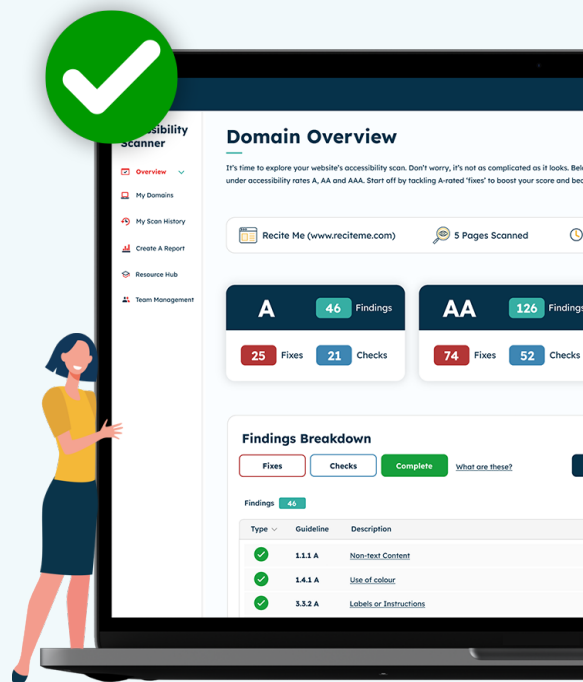 Scanner
Overview
My Domains
My Scan History
Create A Report
Resource Hub
Team Management
Domain Overview
It's time to explore your website's accessibility scan. Don't worry, it's not as complicated as it looks.
under accessibility rates A, AA and AAA. Start off by tackling A-rated 'fixes' to boost your score and
Recite Me (www.reciteme.com)
5 Pages Scanned
A 46 Findings
25 Fixes 21 Checks
AA 126 Findings
74 Fixes 52 Checks
Findings Breakdown
Fixes Checks Complete What are these?
Findings 46
Type Guideline Description
1.1.1 A Non-text Content
1.4.1 A Use of colour
3.3.2 A Labels or Instructions